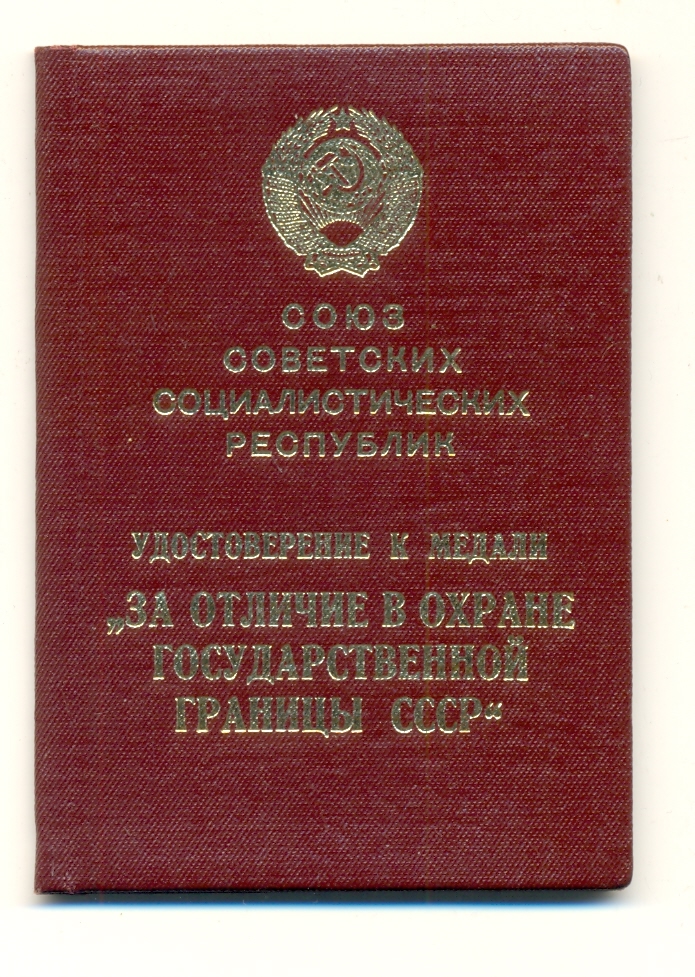 СОЮЗ
СОВЕТСКИХ
СОЦИАЛИСТИЧЕСКИХ
РЕСПУБЛИК
УДОСТОВЕРЕНИЕ К МЕДАЛИ
„ЗА ОТЛИЧИЕ В ОХРАНЕ
ГОСУДАРСТВЕННОЙ
ГРАНИЦЫ СССР“